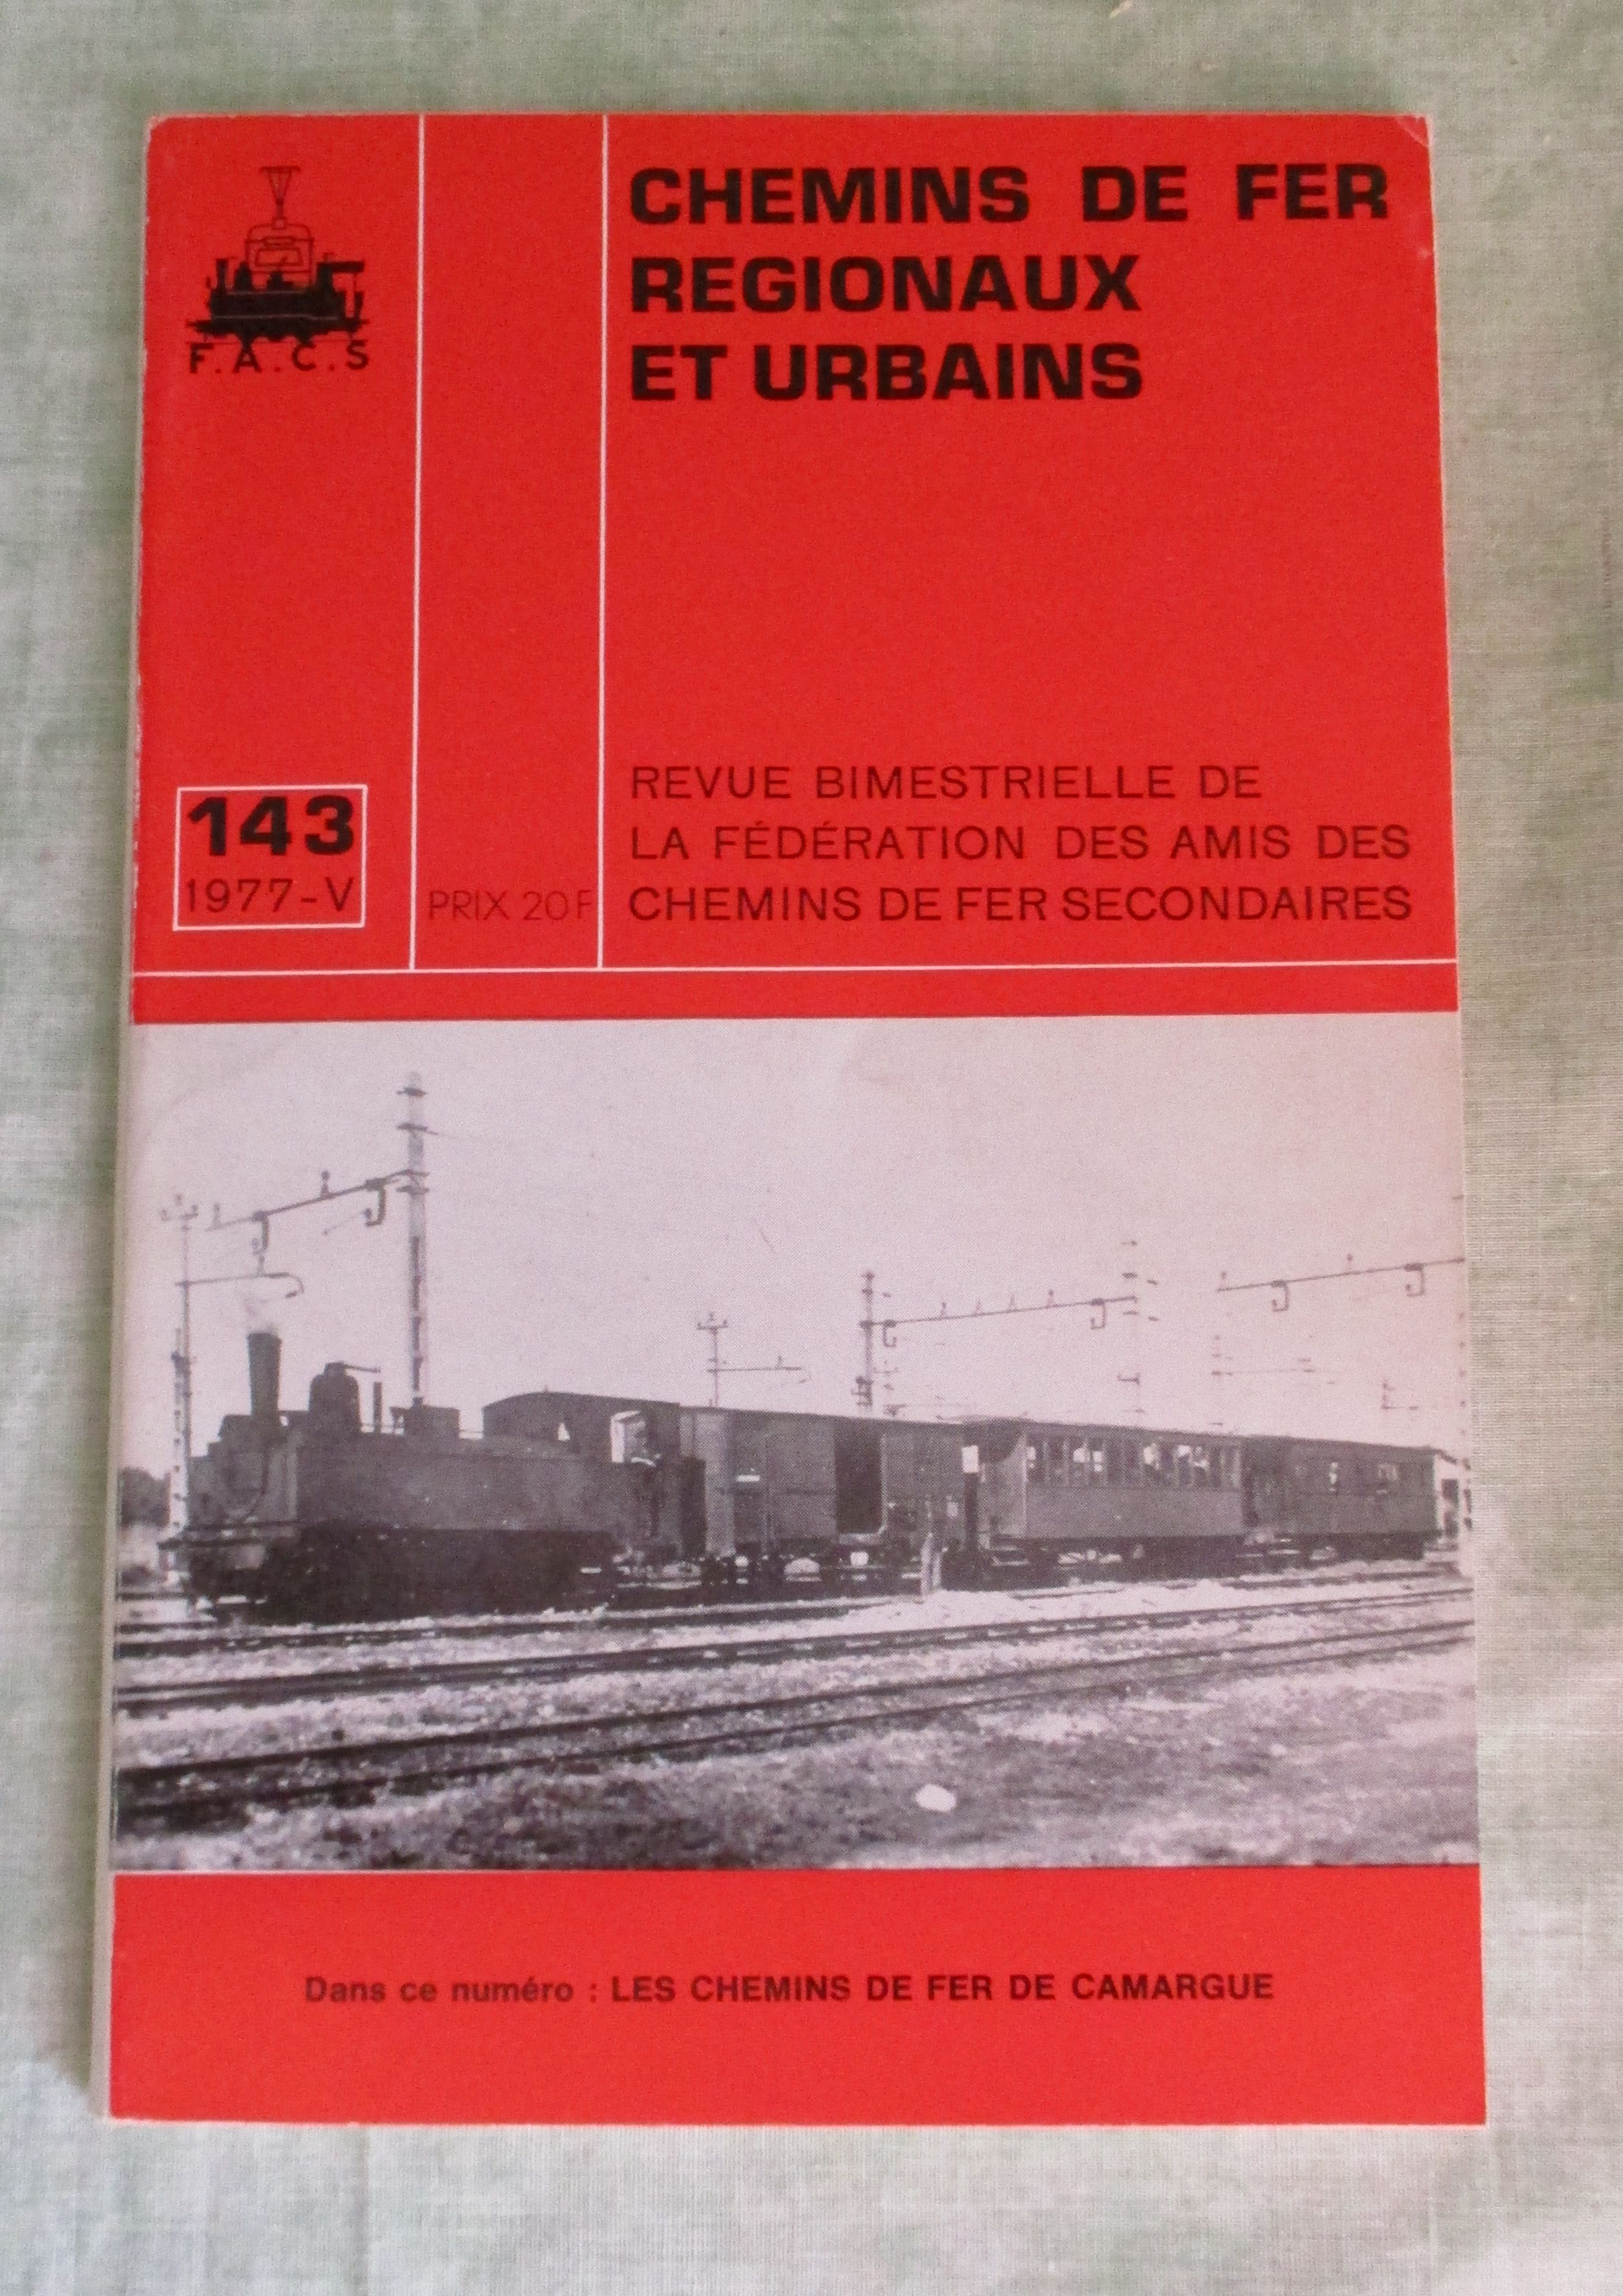 F.A.C.S
CHEMINS DE FER
REGIONAUX
ET URBAINS
143
1977-V
PRIX 20F
REVUE BIMESTRIELLE DE
LA FÉDÉRATION DES AMIS DES
CHEMINS DE FER SECONDAIRES
Dans ce numéro : LES CHEMINS DE FER DE CAMARGUE